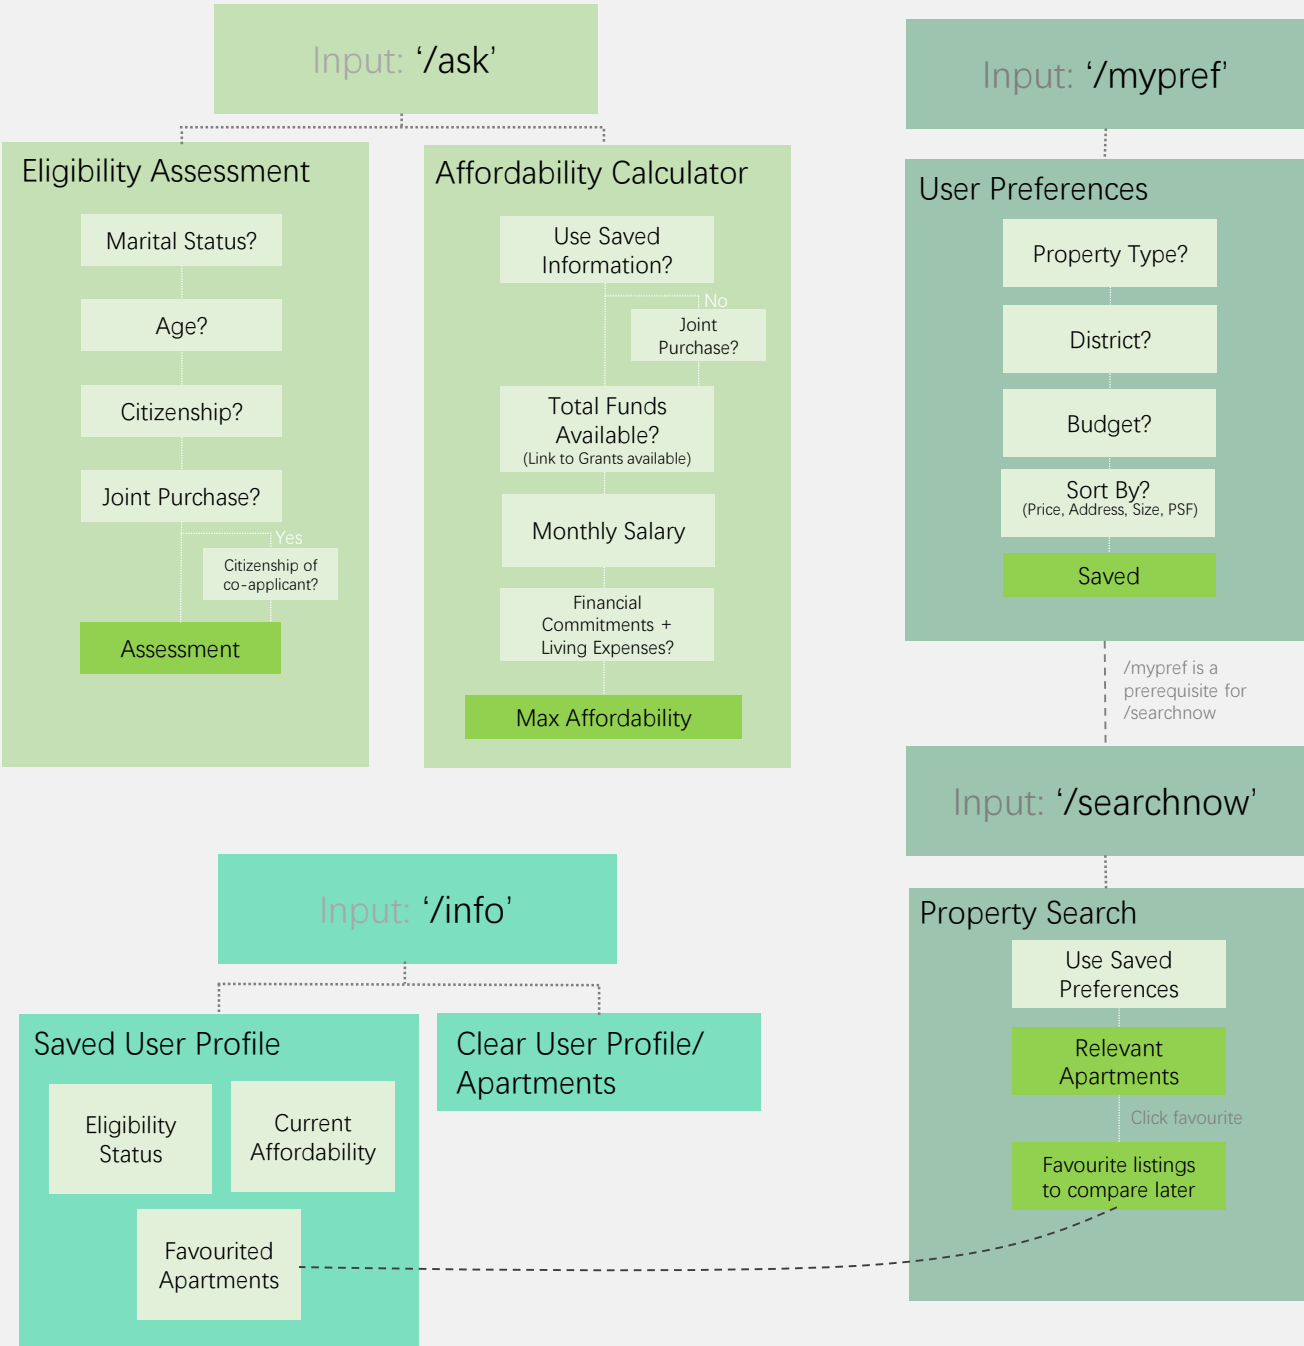 Input: ‘/ask’
Eligibility Assessment
Marital Status?
Age?
Citizenship?
Joint Purchase?
Yes
Citizenship of
co-applicant?
Assessment
Affordability Calculator
Use Saved
Information?
No
Joint
Purchase?
Total Funds
Available?
(Link to Grants available)
Monthly Salary
Financial
Commitments +
Living Expenses?
Max Affordability
Input: ‘/mypref’
User Preferences
Property Type?
District?
Budget?
Sort By?
(Price, Address, Size, PSF)
Saved
/mypref is a
prerequisite for
/searchnow
Input: ‘/searchnow’
Property Search
Use Saved
Preferences
Relevant
Apartments
Click favourite
Favourite listings
to compare later
Input: ‘/info’
Saved User Profile
Eligibility
Status
Current
Affordability
Favourited
Apartments
Clear User Profile/
Apartments